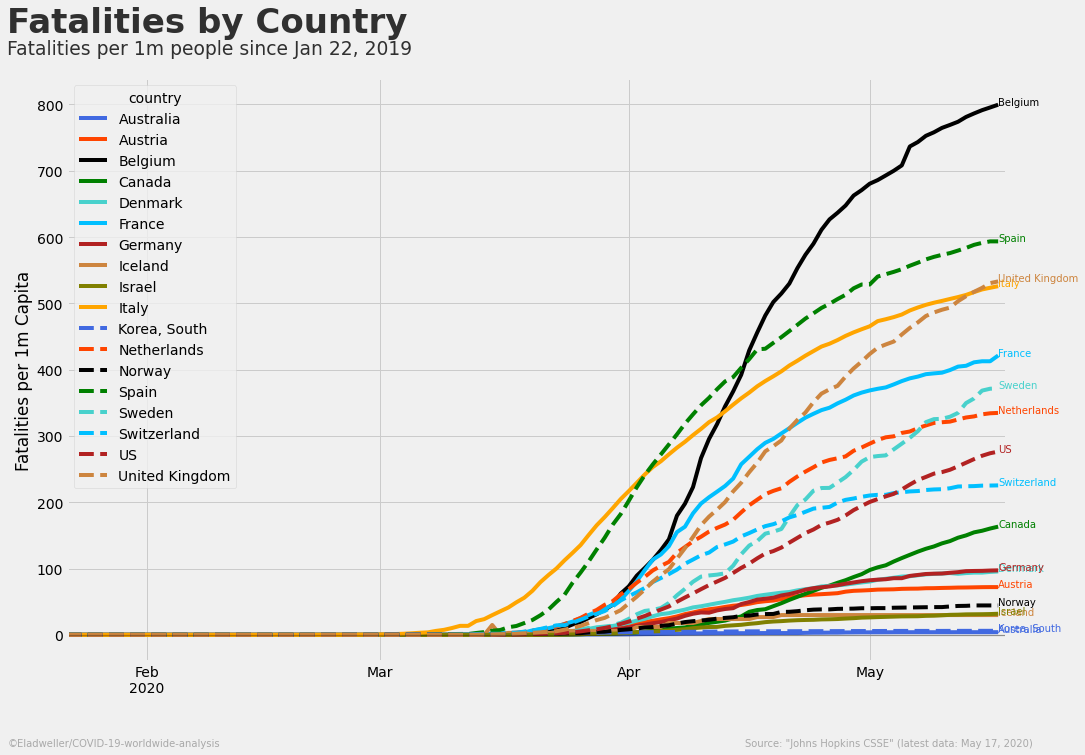 Fatalities by Country
Fatalities per 1m people since Jan 22, 2019
Fatalities per 1m Capita
800
700
600
500
400
300
200
100
0
country
Australia
Austria
Belgium
Canada
Denmark
France
Germany
Iceland
Israel
Italy
Korea, South
Netherlands
Norway
Spain
Sweden
Switzerland
US
United Kingdom
Belgium
Spain
United Kingdom
Italy
France
Sweden
Netherlands
US
Switzerland
Canada
Germany
Austria
Norway
Israel
Korea, South
Australia
Feb
2020
Mar
Apr
May
©Eladweller/COVID-19-worldwide-analysis
Source: "Johns Hopkins CSSE" (latest data: May 17, 2020)